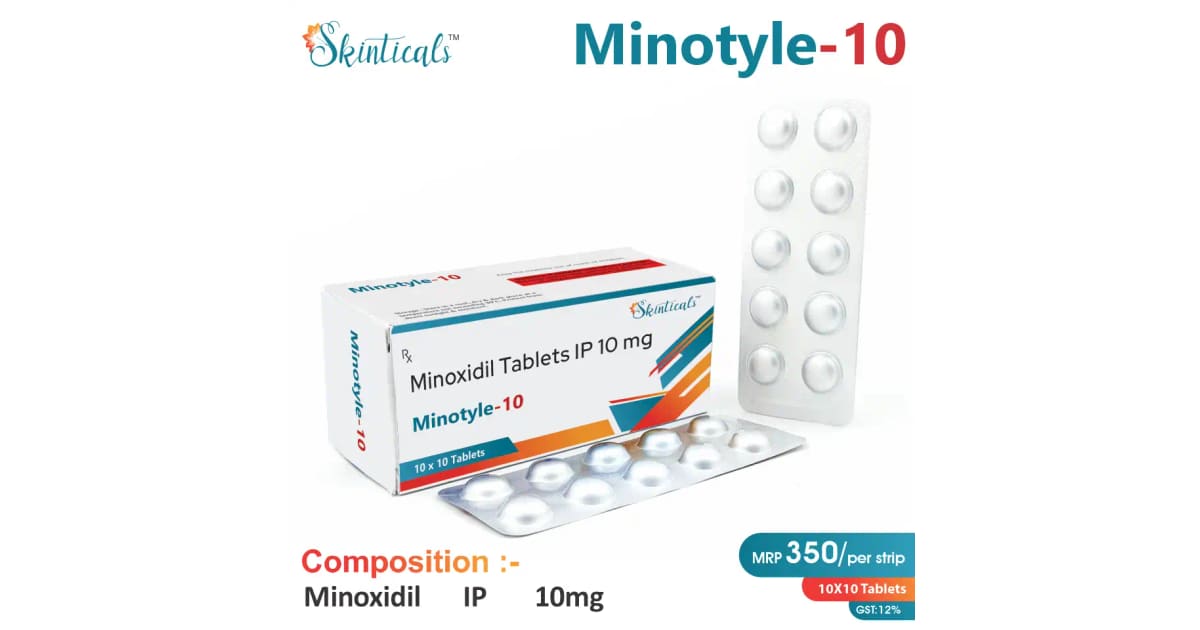 Skinticals™
Minotyle-10
Minotyle-10
Skinticals™
Rx
Minoxidil Tablets IP 10 mg
Minotyle-10
10 x 10 Tablets
Minotyle-10
Composition :-
Minoxidil IP 10mg
MRP 350/per strip
10X10 Tablets
GST:12%